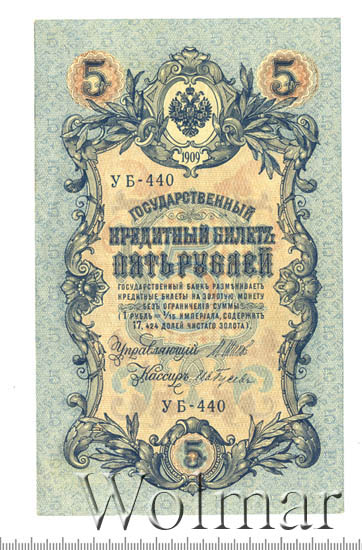 5 5
1909
УБ-440
ГОСУДАРСТВЕННЫЙ
КРЕДИТНЫЙ БИЛЕТЪ
ПЯТЬ РУБЛЕЙ
ГОСУДАРСТВЕННЫЙ БАНКЪ РАЗМѢНИВАЕТЪ
КРЕДИТНЫЕ БИЛЕТЫ НА ЗОЛОТУЮ МОНЕТУ
БЕЗЪ ОГРАНИЧЕНІЯ СУММЫ
(1 РУБЛЬ = 1/15 ИМПЕРІАЛА, СОДЕРЖИТЪ
17,424 ДОЛЕЙ ЧИСТАГО ЗОЛОТА).
Управляющій
Кассиръ
УБ-440
5
Wolmar